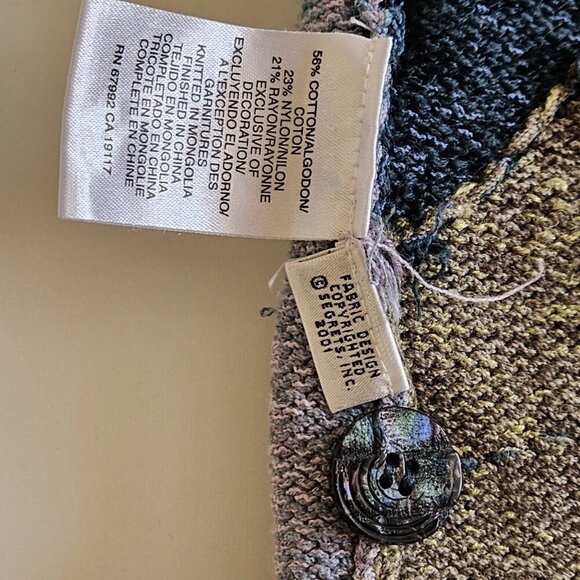 56% COTTON/ALGODON/
COTON
23% NYLON/NILON
21% RAYON/RAYONNE
EXCLUSIVE OF
DECORATION/
EXCLUYENDO EL ADORNO/
A L'EXCEPTION DES
GARNITURES
KNITTED IN MONGOLIA
FINISHED IN CHINA
TEJIDO EN MONGOLIA
COMPLETADO EN CHINA
TRICOTE EN MONGOLIE
COMPLETE EN CHINE
RN 67992 CA 19117
FABRIC DESIGN
COPYRIGHTED
© SEGRETS, INC.
2001